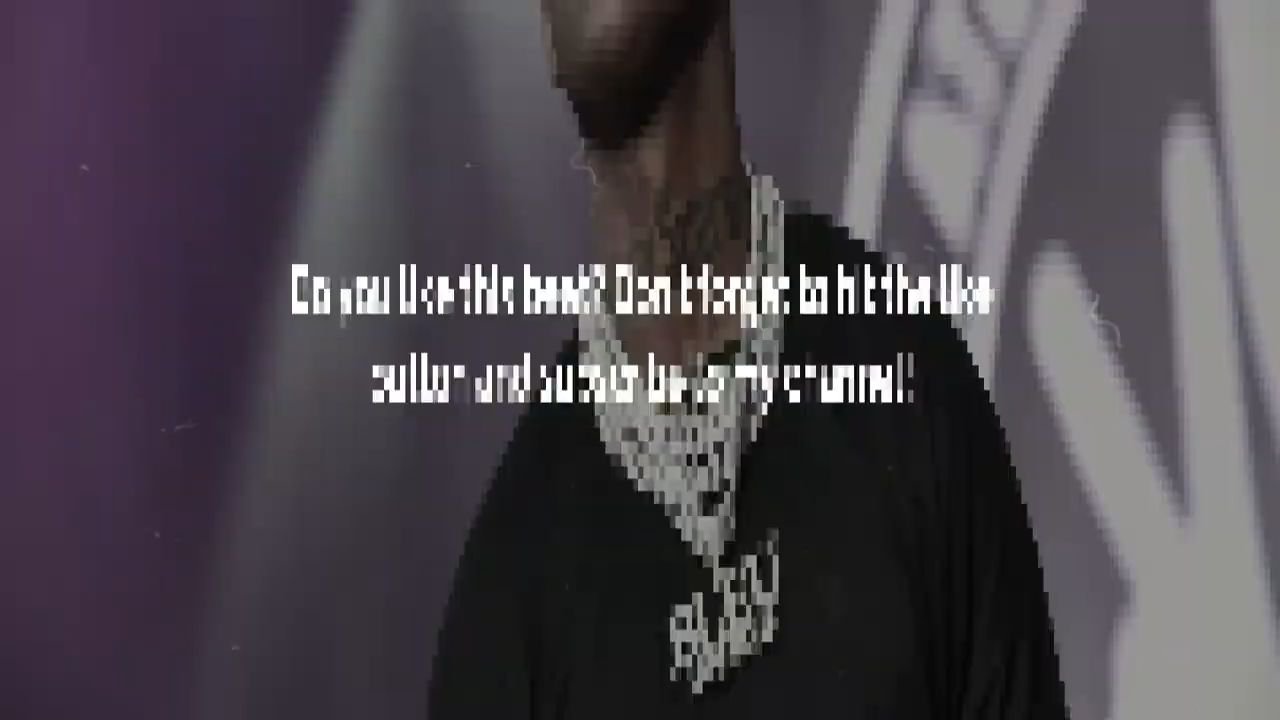 Do you like this beat? Don't forget to hit the like
button and subscribe to my channel!